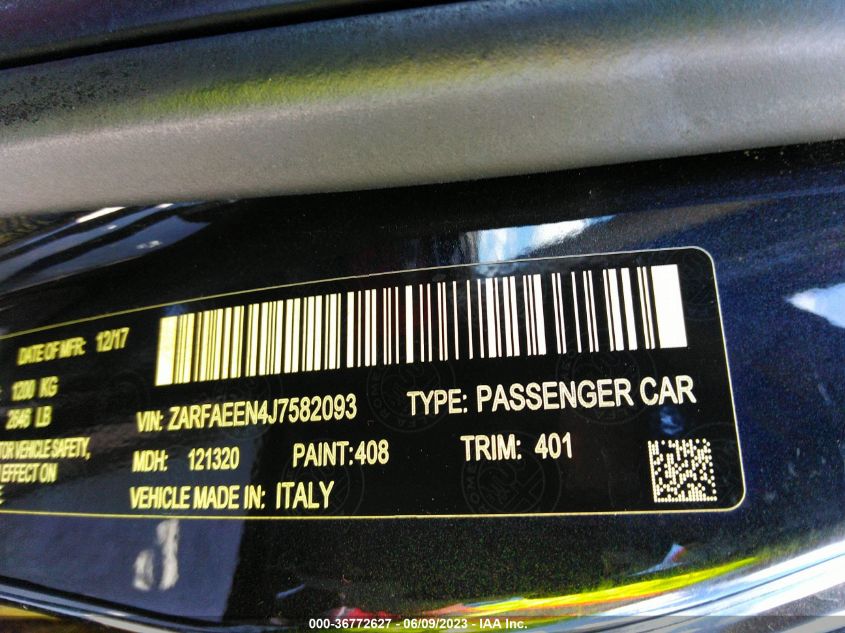 DATE OF MFR: 12/17
1200 KG
2646 LB
VIN: ZARFAEEN4J7582093 TYPE: PASSENGER CAR
TOR VEHICLE SAFETY,
MDH: 121320 PAINT:408 TRIM: 401
EFFECT ON
VEHICLE MADE IN: ITALY
000-36772627 - 06/09/2023 - IAA Inc.